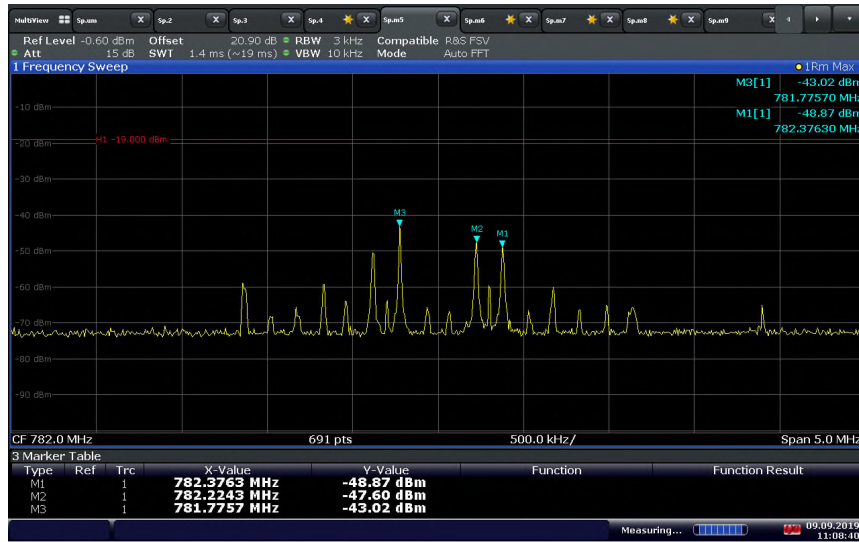 MultiView Sp.um X Sp.2 X Sp.3 X Sp.4 X Sp.m5 X Sp.m6 X Sp.m7 X Sp.m8 X Sp.m9 X
Ref Level -0.60 dBm Offset 20.90 dB RBW 3 kHz Compatible R&S FSV
Att 15 dB SWT 1.4 ms (~19 ms) VBW 10 kHz Mode Auto FFT
1 Frequency Sweep 1Rm Max
M3[1] -43.02 dBm
781.77570 MHz
-10 dBm M1[1] -48.87 dBm
782.37630 MHz
H1 -19.000 dBm
-20 dBm
-30 dBm
-40 dBm M3
M2 M1
-50 dBm
-60 dBm
-70 dBm
-80 dBm
-90 dBm
CF 782.0 MHz 691 pts 500.0 kHz/ Span 5.0 MHz
3 Marker Table
Type Ref Trc X-Value Y-Value Function Function Result
M1 1 782.3763 MHz -48.87 dBm
M2 1 782.2243 MHz -47.60 dBm
M3 1 781.7757 MHz -43.02 dBm
Measuring... 09.09.2019
11:08:40